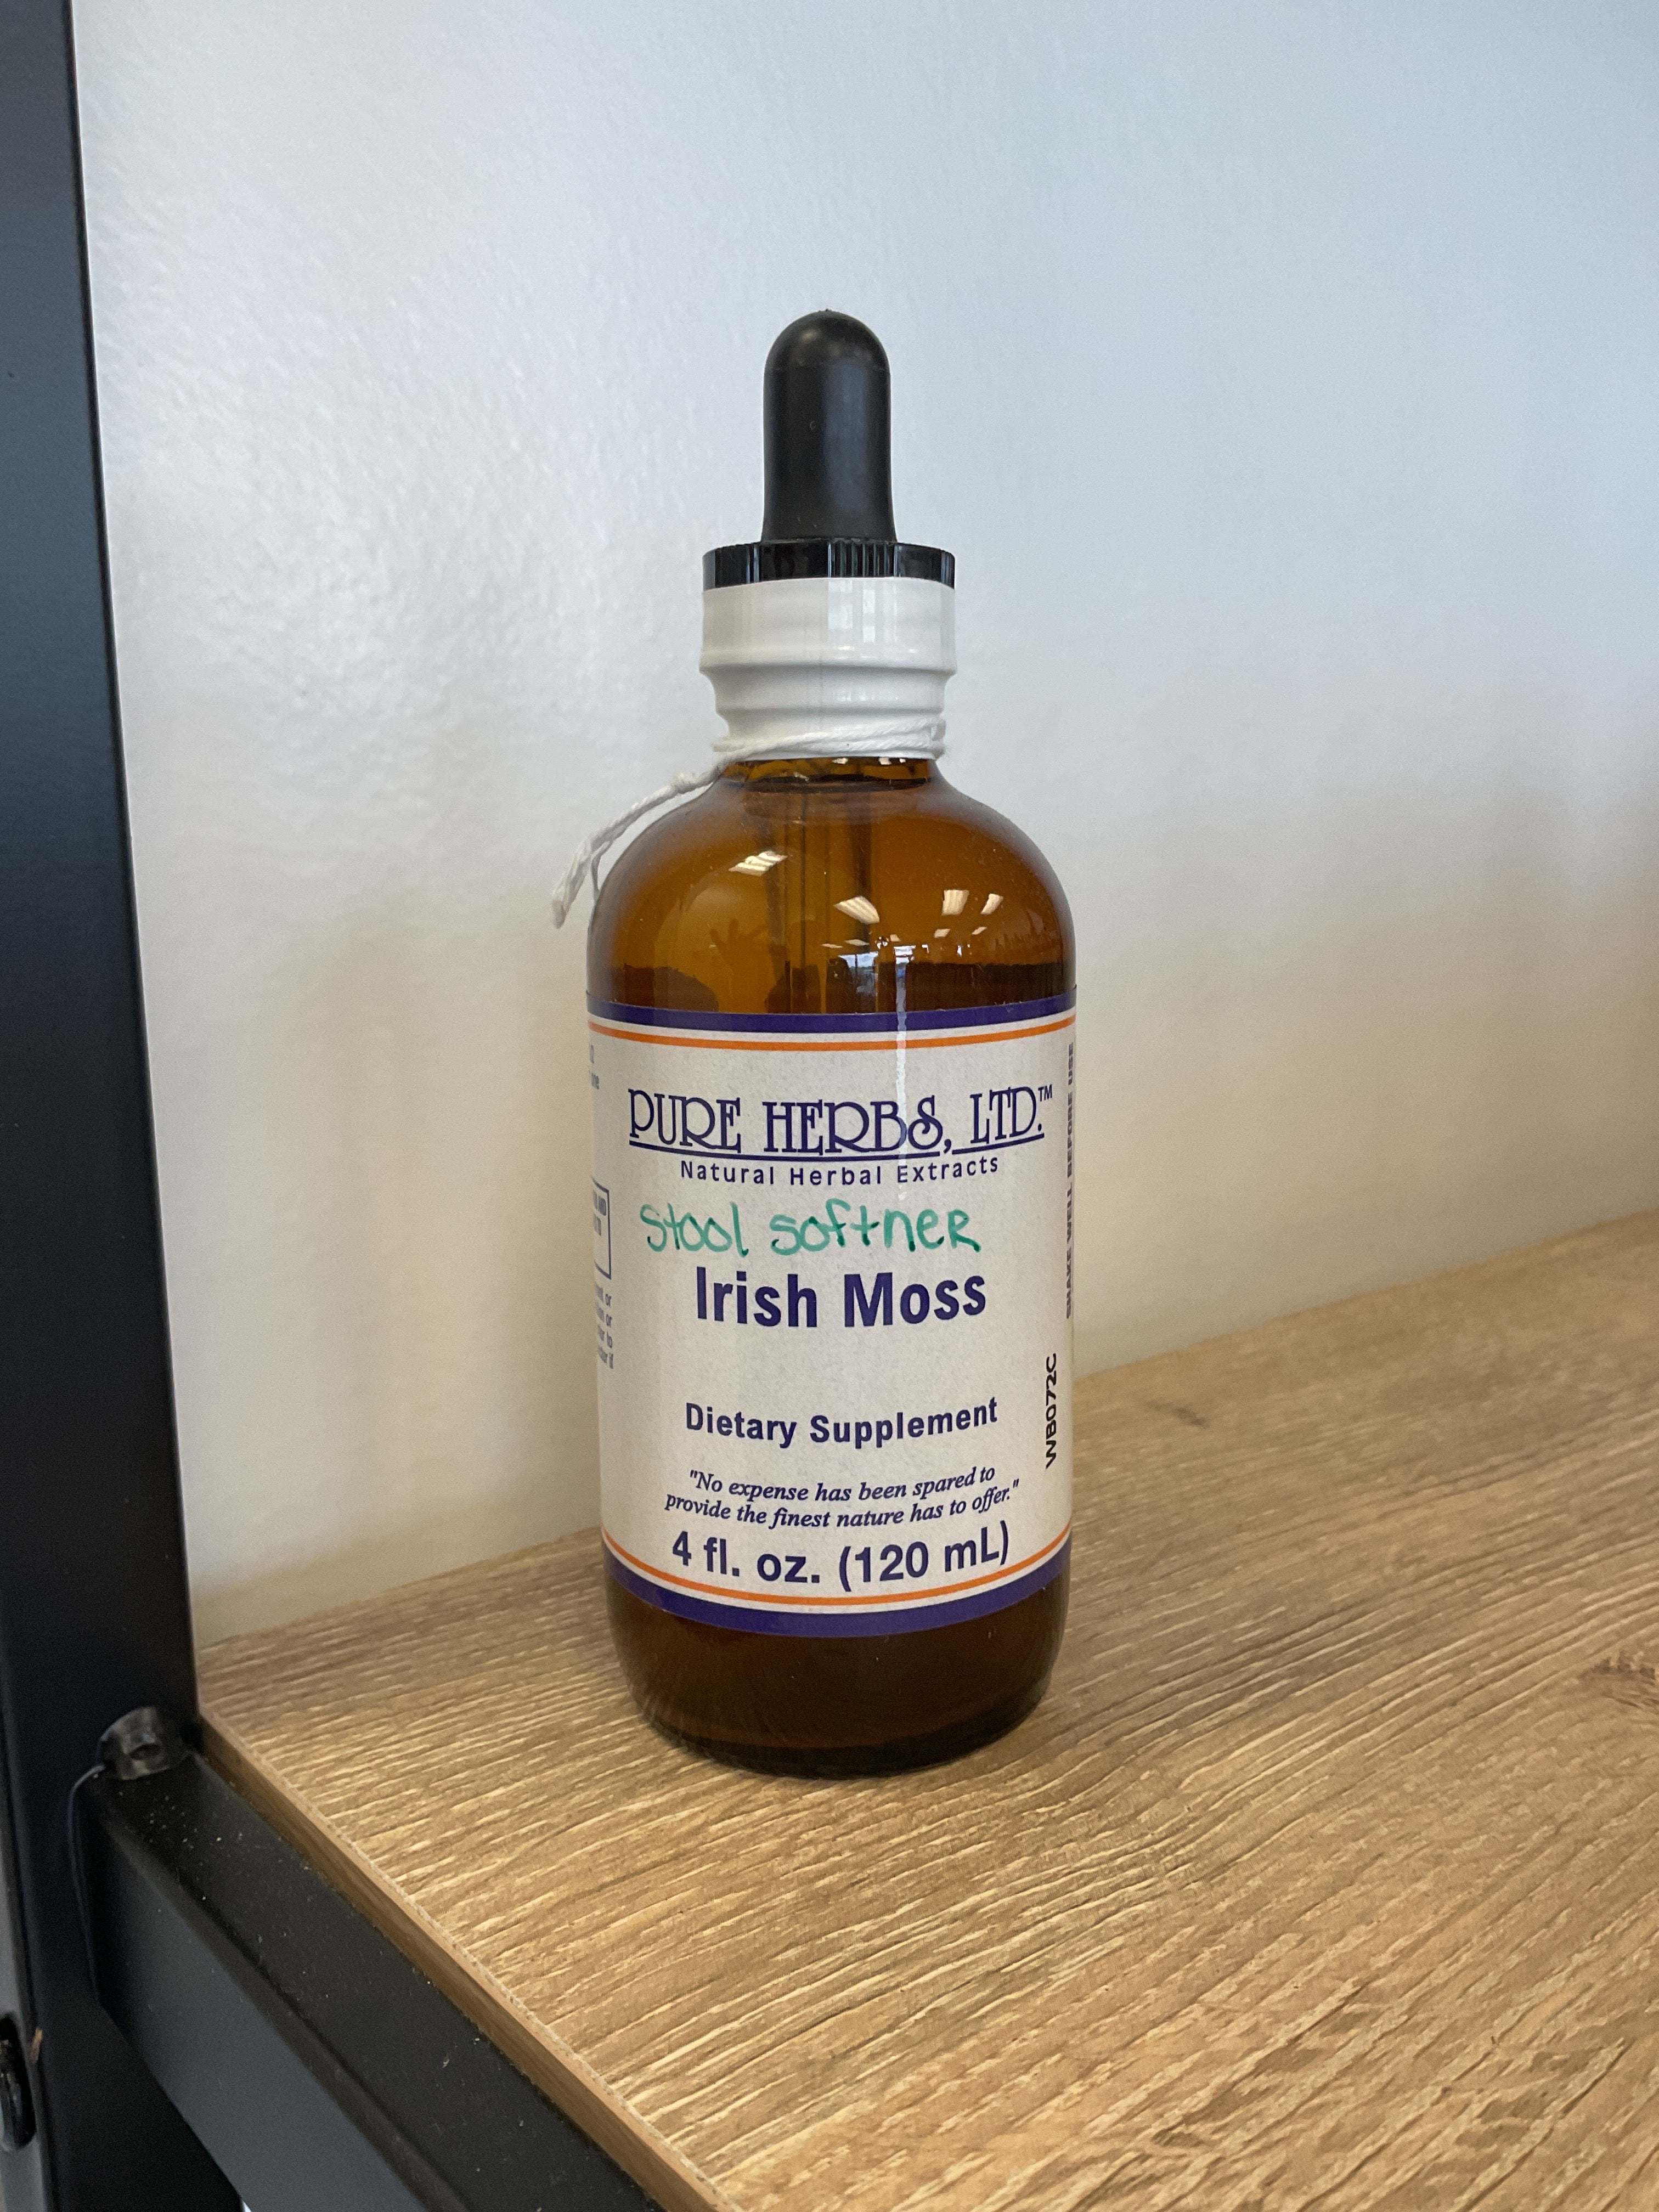 PURE HERBS, LTD.™
Natural Herbal Extracts
Stool softner
Irish Moss
Dietary Supplement
"No expense has been spared to
provide the finest nature has to offer."
4 fl. oz. (120 mL)
SHAKE WELL BEFORE USE
WB072C